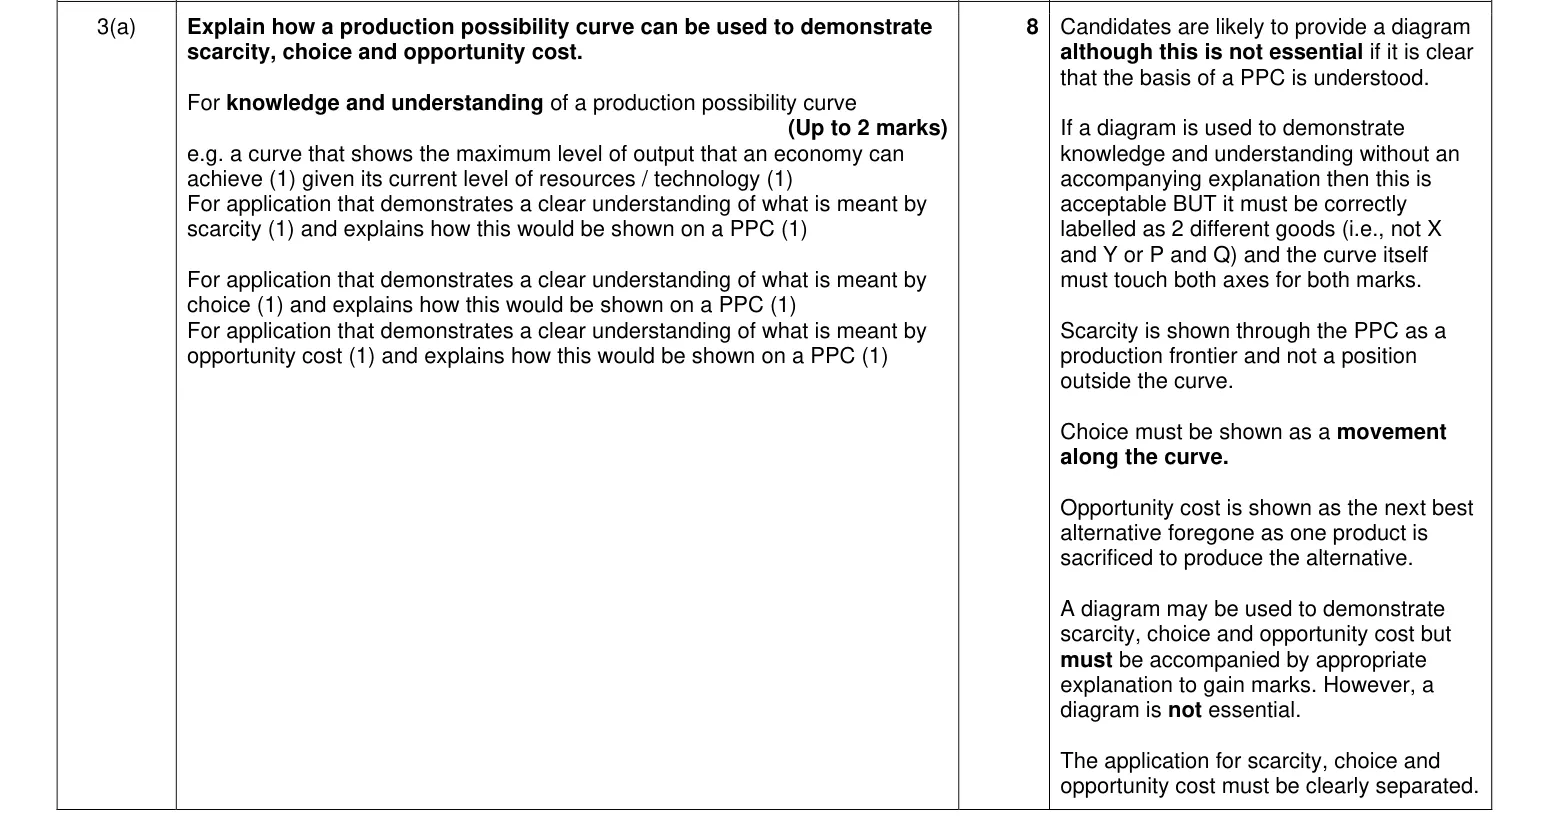 3(a)
Explain how a production possibility curve can be used to demonstrate
scarcity, choice and opportunity cost.
For knowledge and understanding of a production possibility curve
(Up to 2 marks)
e.g. a curve that shows the maximum level of output that an economy can
achieve (1) given its current level of resources / technology (1)
For application that demonstrates a clear understanding of what is meant by
scarcity (1) and explains how this would be shown on a PPC (1)
For application that demonstrates a clear understanding of what is meant by
choice (1) and explains how this would be shown on a PPC (1)
For application that demonstrates a clear understanding of what is meant by
opportunity cost (1) and explains how this would be shown on a PPC (1)
8
Candidates are likely to provide a diagram
although this is not essential if it is clear
that the basis of a PPC is understood.
If a diagram is used to demonstrate
knowledge and understanding without an
accompanying explanation then this is
acceptable BUT it must be correctly
labelled as 2 different goods (i.e., not X
and Y or P and Q) and the curve itself
must touch both axes for both marks.
Scarcity is shown through the PPC as a
production frontier and not a position
outside the curve.
Choice must be shown as a movement
along the curve.
Opportunity cost is shown as the next best
alternative foregone as one product is
sacrificed to produce the alternative.
A diagram may be used to demonstrate
scarcity, choice and opportunity cost but
must be accompanied by appropriate
explanation to gain marks. However, a
diagram is not essential.
The application for scarcity, choice and
opportunity cost must be clearly separated.